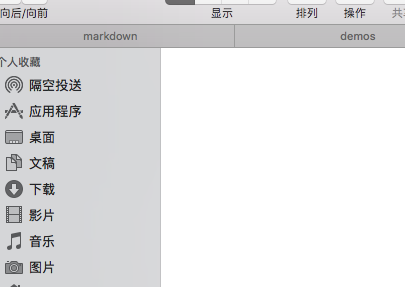 向后/向前 显示 排列 操作 共
markdown demos
个人收藏
隔空投送
应用程序
桌面
文稿
下载
影片
音乐
图片